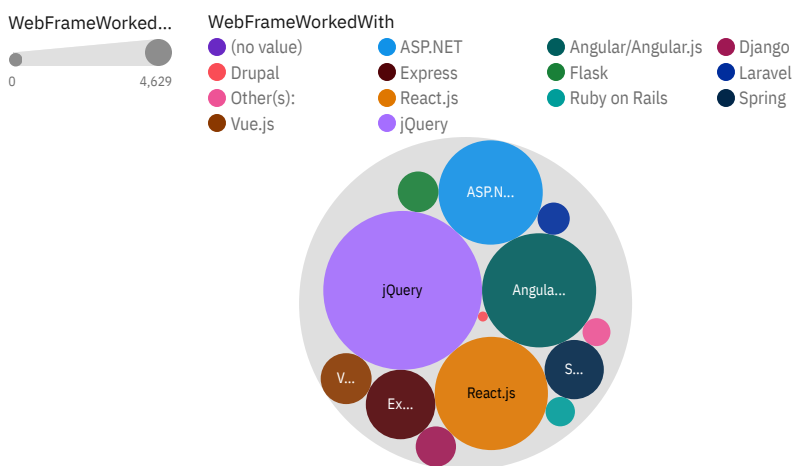 WebFrameWorked...
0
4,629
WebFrameWorkedWith
(no value)
ASP.NET
Angular/Angular.js
Django
Drupal
Express
Flask
Laravel
Other(s):
React.js
Ruby on Rails
Spring
Vue.js
jQuery
ASP.N...
jQuery
Angula...
V...
Ex...
React.js
S...